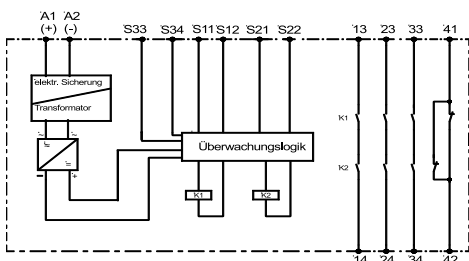 A1 A2 S33 S34 S11 S12 S21 S22 13 23 33 41
(+) (-)
elektr. Sicherung
Transformator
~ ~
=
=
- +
Überwachungslogik
K1 K2
K1
K2
14 24 34 42